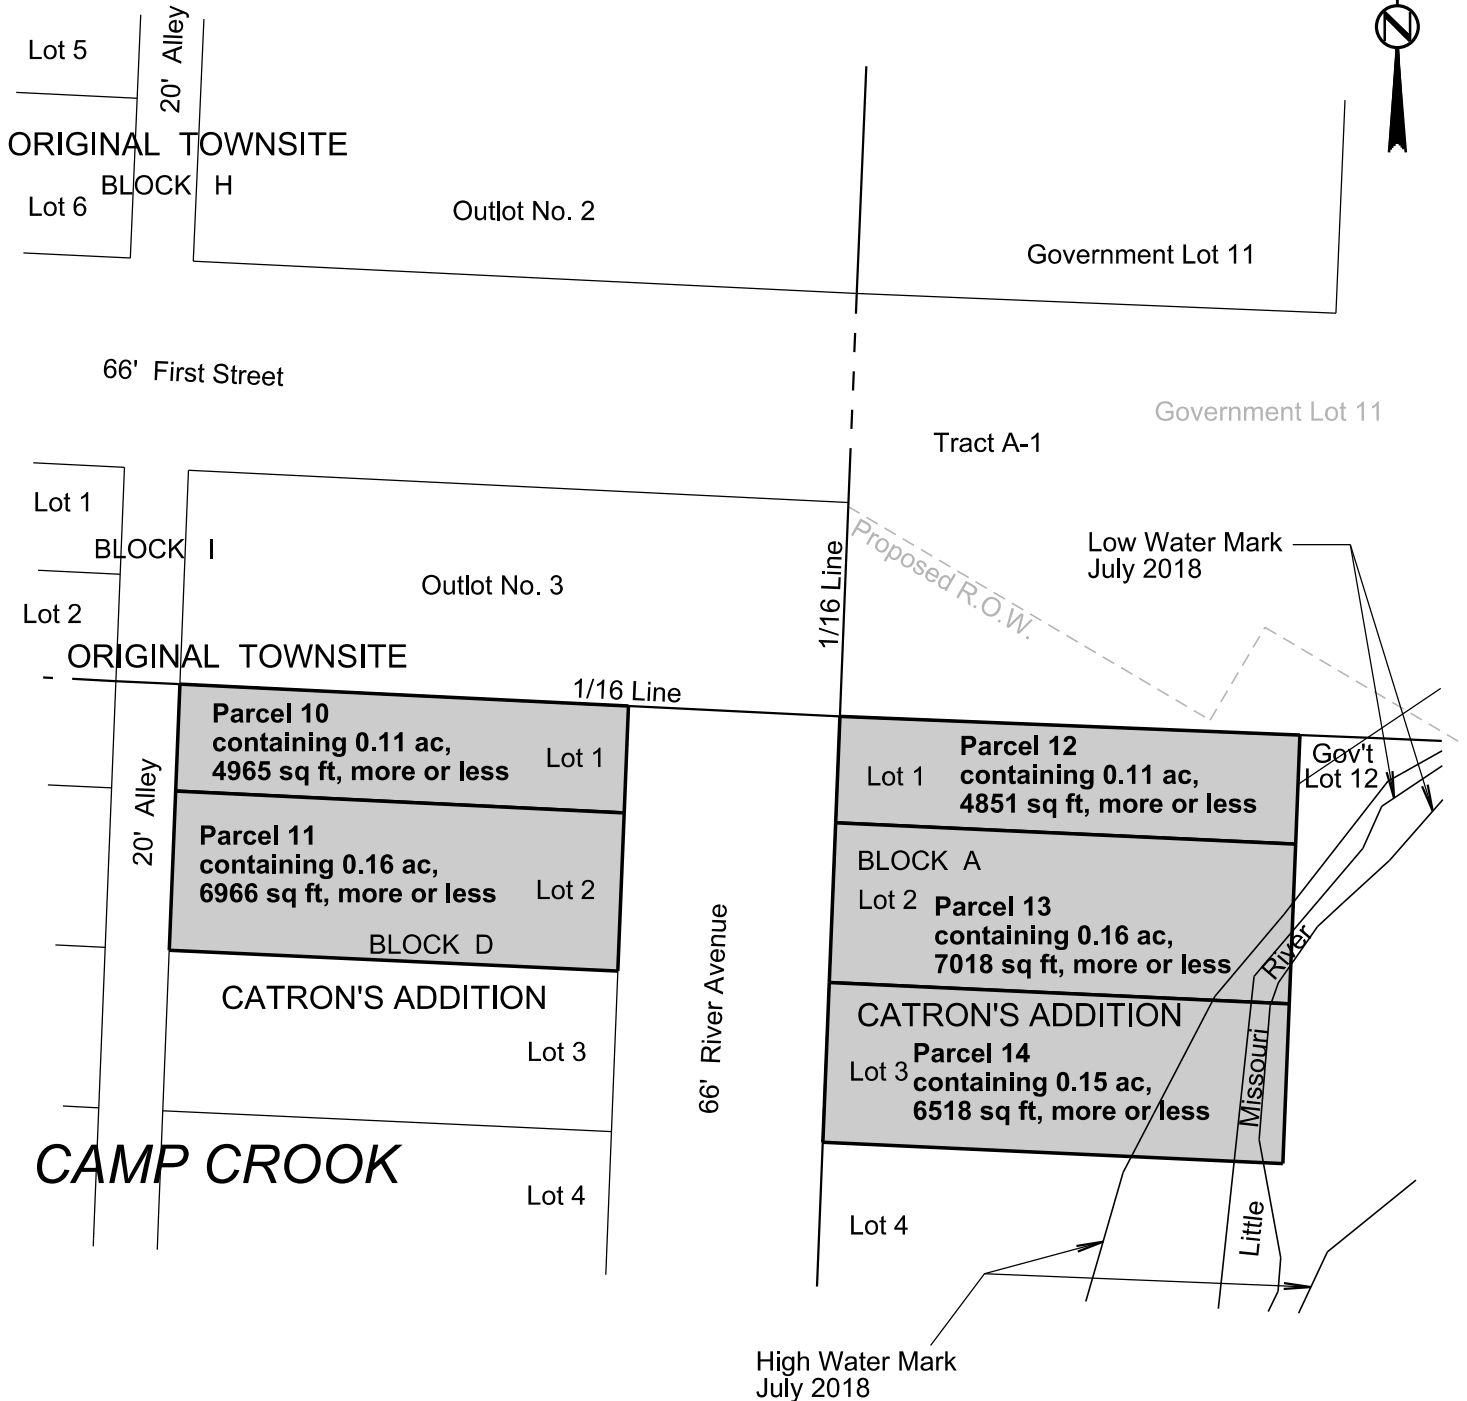 N
Lot 5
20' Alley
ORIGINAL TOWNSITE
BLOCK H
Lot 6
Outlot No. 2
Government Lot 11
66' First Street
Government Lot 11
Tract A-1
Lot 1
BLOCK I
Lot 2
Outlot No. 3
1/16 Line
Proposed R.O.W.
Low Water Mark
July 2018
ORIGINAL TOWNSITE
1/16 Line
Parcel 10
containing 0.11 ac,
4965 sq ft, more or less
Lot 1
20' Alley
Parcel 11
containing 0.16 ac,
6966 sq ft, more or less
Lot 2
BLOCK D
CATRON'S ADDITION
Lot 3
Lot 4
CAMP CROOK
66' River Avenue
Lot 1
Parcel 12
containing 0.11 ac,
4851 sq ft, more or less
Gov't
Lot 12
BLOCK A
Lot 2
Parcel 13
containing 0.16 ac,
7018 sq ft, more or less
CATRON'S ADDITION
Lot 3
Parcel 14
containing 0.15 ac,
6518 sq ft, more or less
Lot 4
Little
Missouri
River
High Water Mark
July 2018